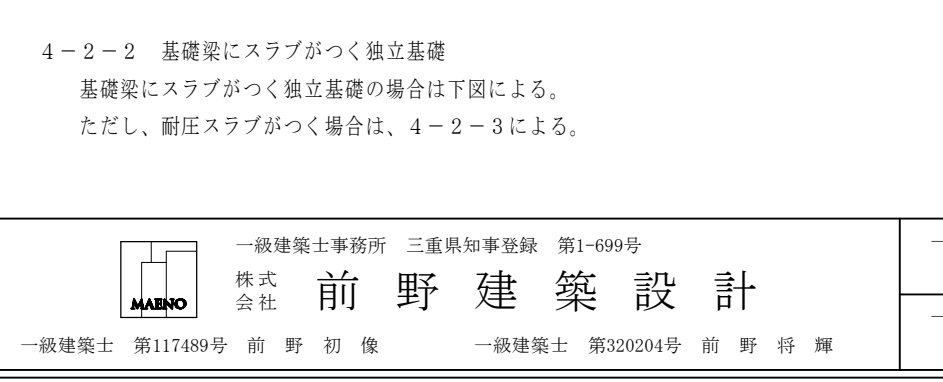 4－2－2　基礎梁にスラブがつく独立基礎
基礎梁にスラブがつく独立基礎の場合は下図による。
ただし、耐圧スラブがつく場合は、4－2－3による。
一級建築士事務所　三重県知事登録　第1-699号
MAENO
株式会社 前野建築設計
一級建築士　第117489号　前　野　初　像　　一級建築士　第320204号　前　野　将　輝